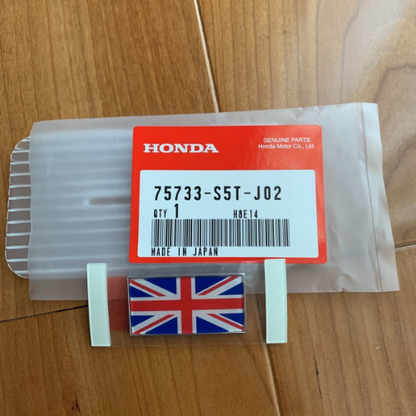 HONDA
GENUINE PARTS
Honda Motor Co., Ltd
75733-S5T-J02
QTY 1 H8E14
MADE IN JAPAN